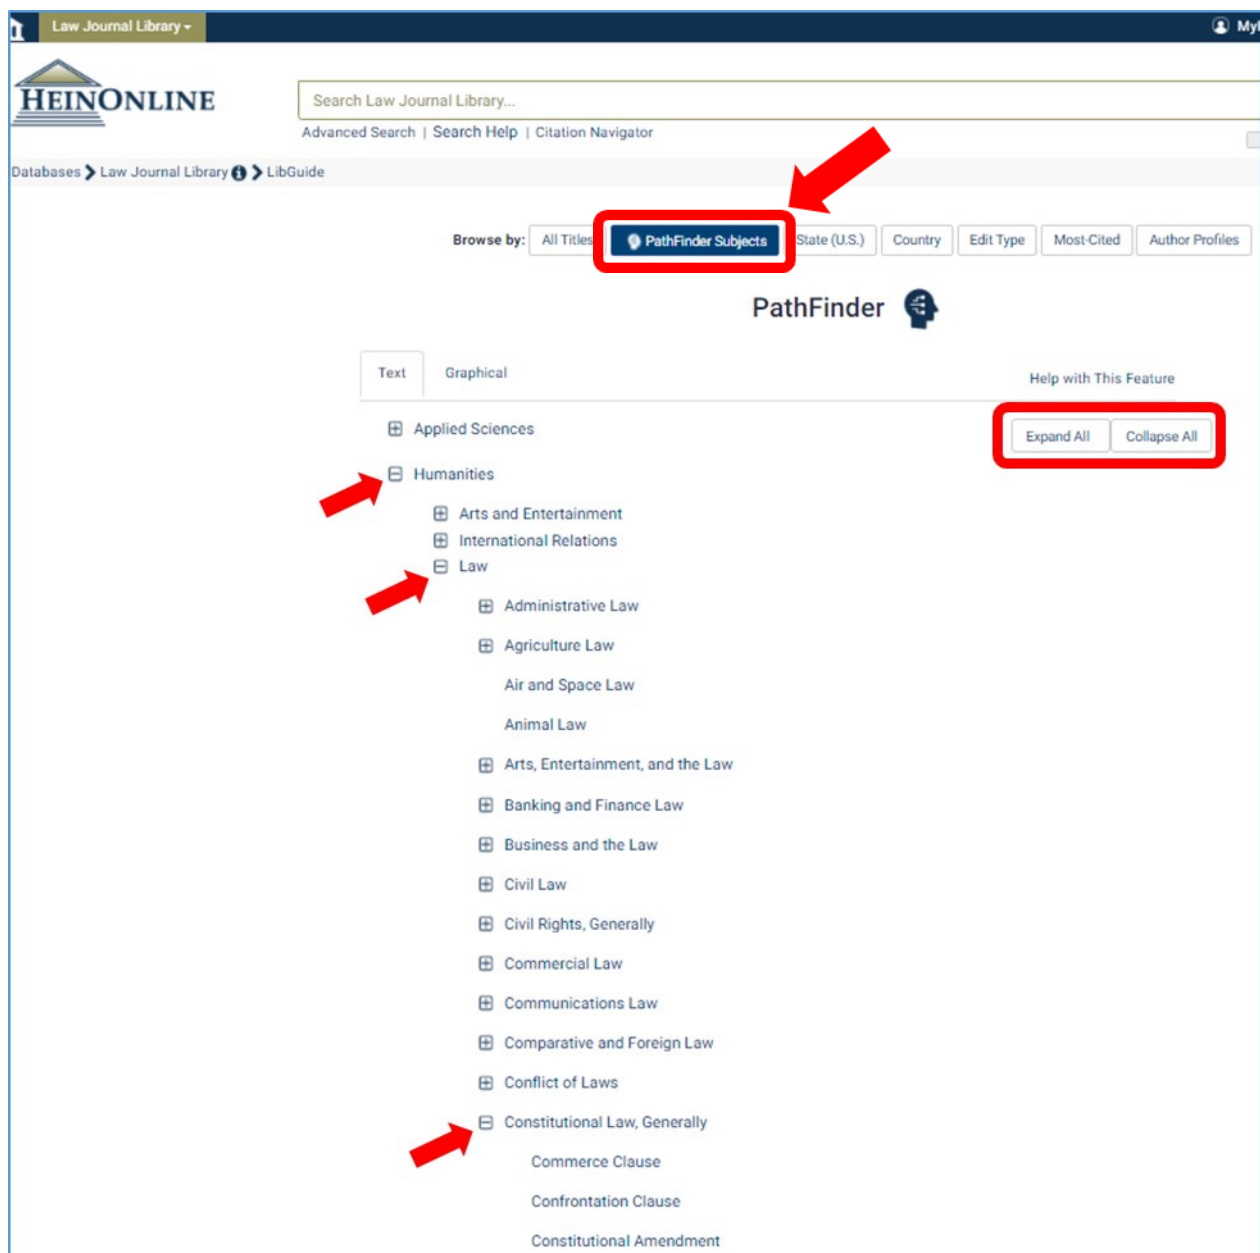 Law Journal Library
HEINONLINE
Search Law Journal Library...
Advanced Search | Search Help | Citation Navigator
Databases Law Journal Library LibGuide
Browse by: All Titles PathFinder Subjects State (U.S.) Country Edit Type Most-Cited Author Profiles
PathFinder
Text Graphical
Help with This Feature
Applied Sciences
Expand All Collapse All
Humanities
Arts and Entertainment
International Relations
Law
Administrative Law
Agriculture Law
Air and Space Law
Animal Law
Arts, Entertainment, and the Law
Banking and Finance Law
Business and the Law
Civil Law
Civil Rights, Generally
Commercial Law
Communications Law
Comparative and Foreign Law
Conflict of Laws
Constitutional Law, Generally
Commerce Clause
Confrontation Clause
Constitutional Amendment